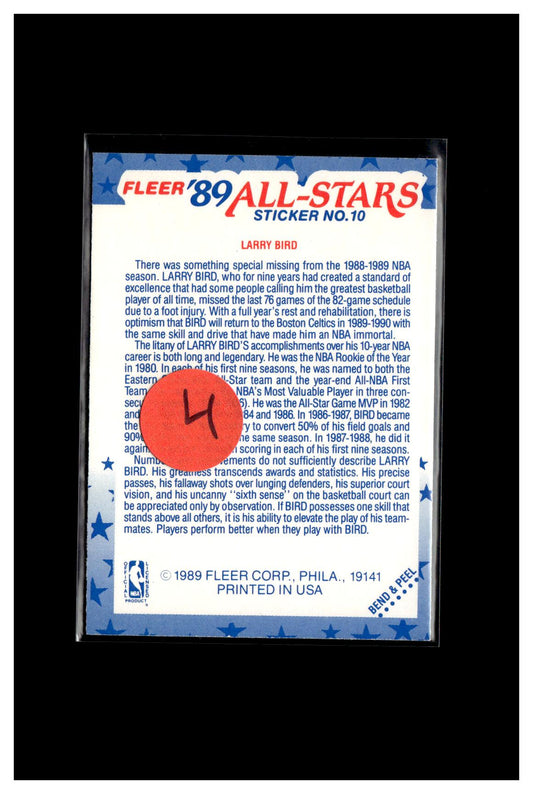 FLEER '89 ALL-STARS
STICKER NO. 10
LARRY BIRD
There was something special missing from the 1988-1989 NBA
season. LARRY BIRD, who for nine years had created a standard of
excellence that had some people calling him the greatest basketball
player of all time, missed the last 76 games of the 82-game schedule
due to a foot injury. With a full year's rest and rehabilitation, there is
optimism that BIRD will return to the Boston Celtics in 1989-1990 with
the same skill and drive that have made him an NBA immortal.
The litany of LARRY BIRD'S accomplishments over his 10-year NBA
career is both long and legendary. He was the NBA Rookie of the Year
in 1980. In each of his first nine seasons, he was named to both the
Eastern -Star team and the year-end All-NBA First
Team NBA's Most Valuable Player in three con-
secu 6). He was the All-Star Game MVP in 1982
and 84 and 1986. In 1986-1987, BIRD became
the ry to convert 50% of his field goals and
90% he same season. In 1987-1988, he did it
again scoring in each of his first nine seasons.
Numb ements do not sufficiently describe LARRY
BIRD. His greatness transcends awards and statistics. His precise
passes, his fallaway shots over lunging defenders, his superior court
vision, and his uncanny "sixth sense" on the basketball court can
be appreciated only by observation. If BIRD possesses one skill that
stands above all others, it is his ability to elevate the play of his team-
mates. Players perform better when they play with BIRD.
4
OFFICIAL LICENSED
NBA
PRODUCT
© 1989 FLEER CORP., PHILA., 19141
PRINTED IN USA
BEND & PEEL